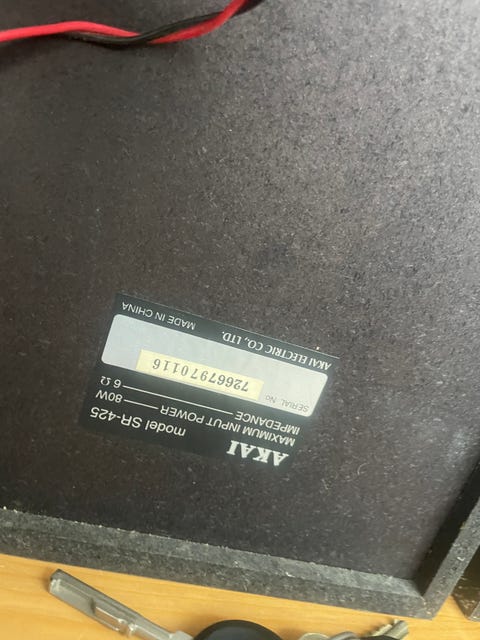 AKAI
model SR-425
MAXIMUM INPUT POWER — 80W
IMPEDANCE — 6 Ω
SERIAL No
72667970116
AKAI ELECTRIC CO., LTD. MADE IN CHINA